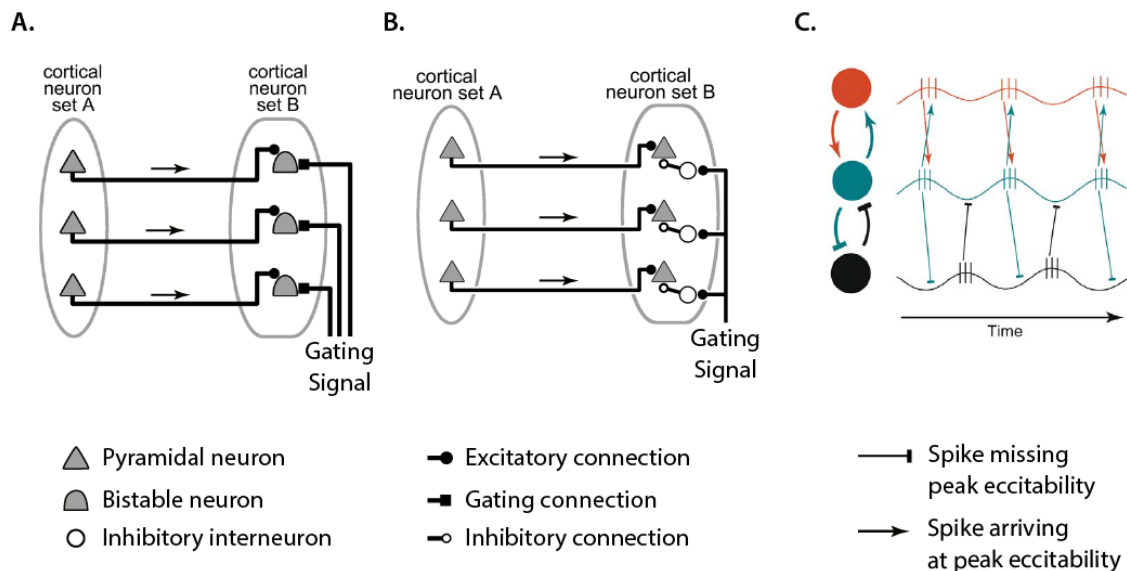 A.
cortical
neuron
set A
cortical
neuron
set B
Gating
Signal
B.
cortical
neuron set A
cortical
neuron set B
Gating
Signal
C.
Time
Pyramidal neuron
Bistable neuron
Inhibitory interneuron
Excitatory connection
Gating connection
Inhibitory connection
Spike missing
peak eccitability
Spike arriving
at peak eccitability